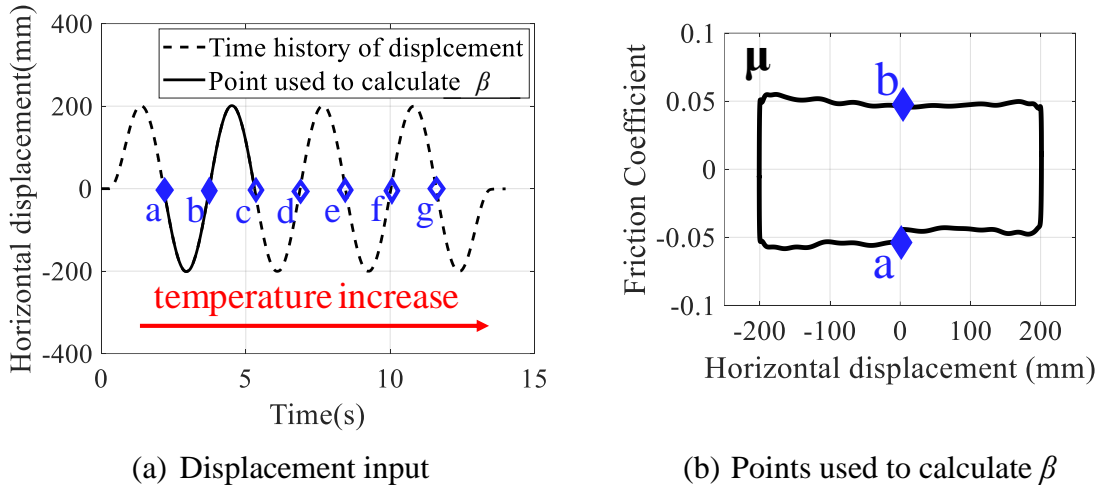 Horizontal displacement(mm)
400
200
0
-200
-400
Time history of displcement
Point used to calculate β
a
b
c
d
e
f
g
temperature increase
0
5
10
15
Time(s)
(a) Displacement input
Friction Coefficient
0.1
0.05
0
-0.05
-0.1
μ
b
a
-200
-100
0
100
200
Horizontal displacement (mm)
(b) Points used to calculate β